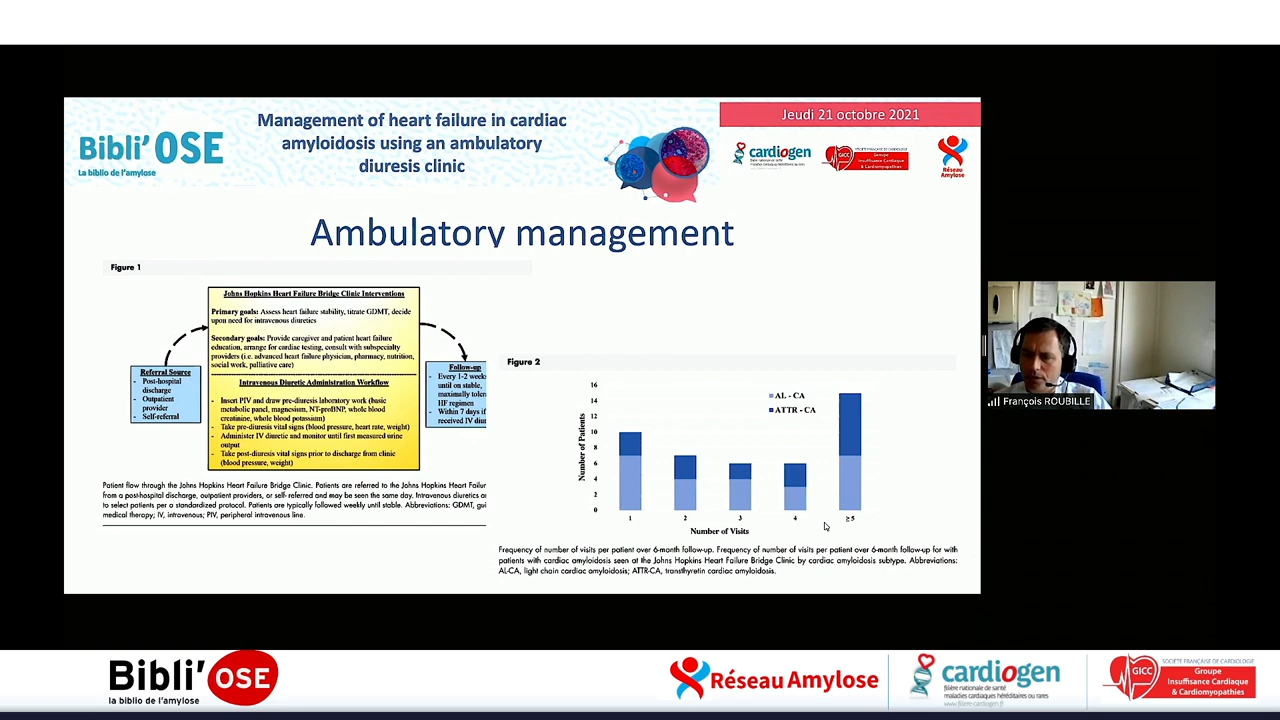 Bibli'OSE
La biblio de l'amylose
Management of heart failure in cardiac
amyloidosis using an ambulatory
diuresis clinic
Jeudi 21 octobre 2021
cardiogen
GICC
Groupe
Insuffisance Cardiaque
& Cardiomyopathies
Réseau
Amylose
Ambulatory management
Figure 1
Johns Hopkins Heart Failure Bridge Clinic Interventions
Primary goals: Assess heart failure stability, titrate GDMT, decide
upon need for intravenous diuretics
Secondary goals: Provide caregiver and patient heart failure
education, arrange for cardiac testing, consult with subspecialty
providers (i.e. advanced heart failure physician, pharmacy, nutrition,
social work, palliative care)
Intravenous Diuretic Administration Workflow
- Insert PIV and draw pre-diuresis laboratory work (basic
metabolic panel, magnesium, NT-proBNP, whole blood
creatinine, whole blood potassium)
- Take pre-diuresis vital signs (blood pressure, heart rate, weight)
- Administer IV diuretic and monitor until first measured urine
output
- Take post-diuresis vital signs prior to discharge from clinic
(blood pressure, weight)
Referral Source
- Post-hospital
discharge
- Outpatient
provider
- Self-referral
Follow-up
- Every 1-2 week
until on stable,
maximally toler
HF regimen
- Within 7 days if
received IV diur
Patient flow through the Johns Hopkins Heart Failure Bridge Clinic. Patients are referred to the Johns Hopkins Heart Failur
from a post-hospital discharge, outpatient providers, or self-referred and may be seen the same day. Intravenous diuretics ar
to select patients per a standardized protocol. Patients are typically followed weekly until stable. Abbreviations: GDMT, gui
medical therapy; IV, intravenous; PIV, peripheral intravenous line.
Figure 2
16
14
12
10
8
6
4
2
0
Number of Patients
AL - CA
ATTR - CA
1 2 3 4 ≥ 5
Number of Visits
Frequency of number of visits per patient over 6-month follow-up. Frequency of number of visits per patient over 6-month follow-up for with
patients with cardiac amyloidosis seen at the Johns Hopkins Heart Failure Bridge Clinic by cardiac amyloidosis subtype. Abbreviations:
AL-CA, light chain cardiac amyloidosis; ATTR-CA, transthyretin cardiac amyloidosis.
François ROUBILLE
Bibli' OSE
la biblio de l'amylose
Réseau Amylose
cardiogen
filière nationale de santé
maladies cardiaques héréditaires ou rares
www.filiere-cardiogen.fr
GICC
SOCIÉTÉ FRANÇAISE DE CARDIOLOGIE
Groupe
Insuffisance Cardiaque
& Cardiomyopathies